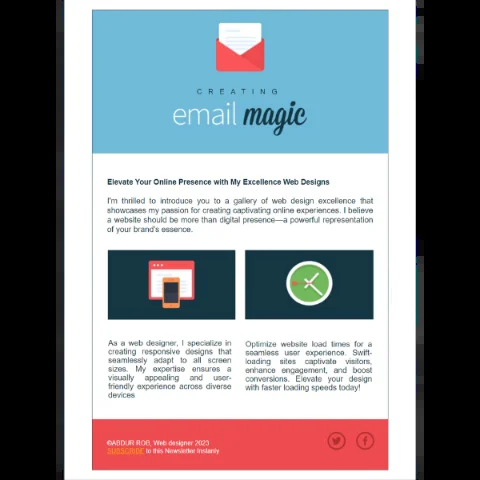 CREATING
email magic
Elevate Your Online Presence with My Excellence Web Designs
I'm thrilled to introduce you to a gallery of web design excellence that
showcases my passion for creating captivating online experiences. I believe
a website should be more than digital presence—a powerful representation
of your brand's essence.
As a web designer, I specialize in
creating responsive designs that
seamlessly adapt to all screen
sizes. My expertise ensures a
visually appealing and user-
friendly experience across diverse
devices
Optimize website load times for a
seamless user experience. Swift-
loading sites captivate visitors,
enhance engagement, and boost
conversions. Elevate your design
with faster loading speeds today!
©ABDUR ROB, Web designer 2023
SUBSCRIBE to this Newsletter Instanly